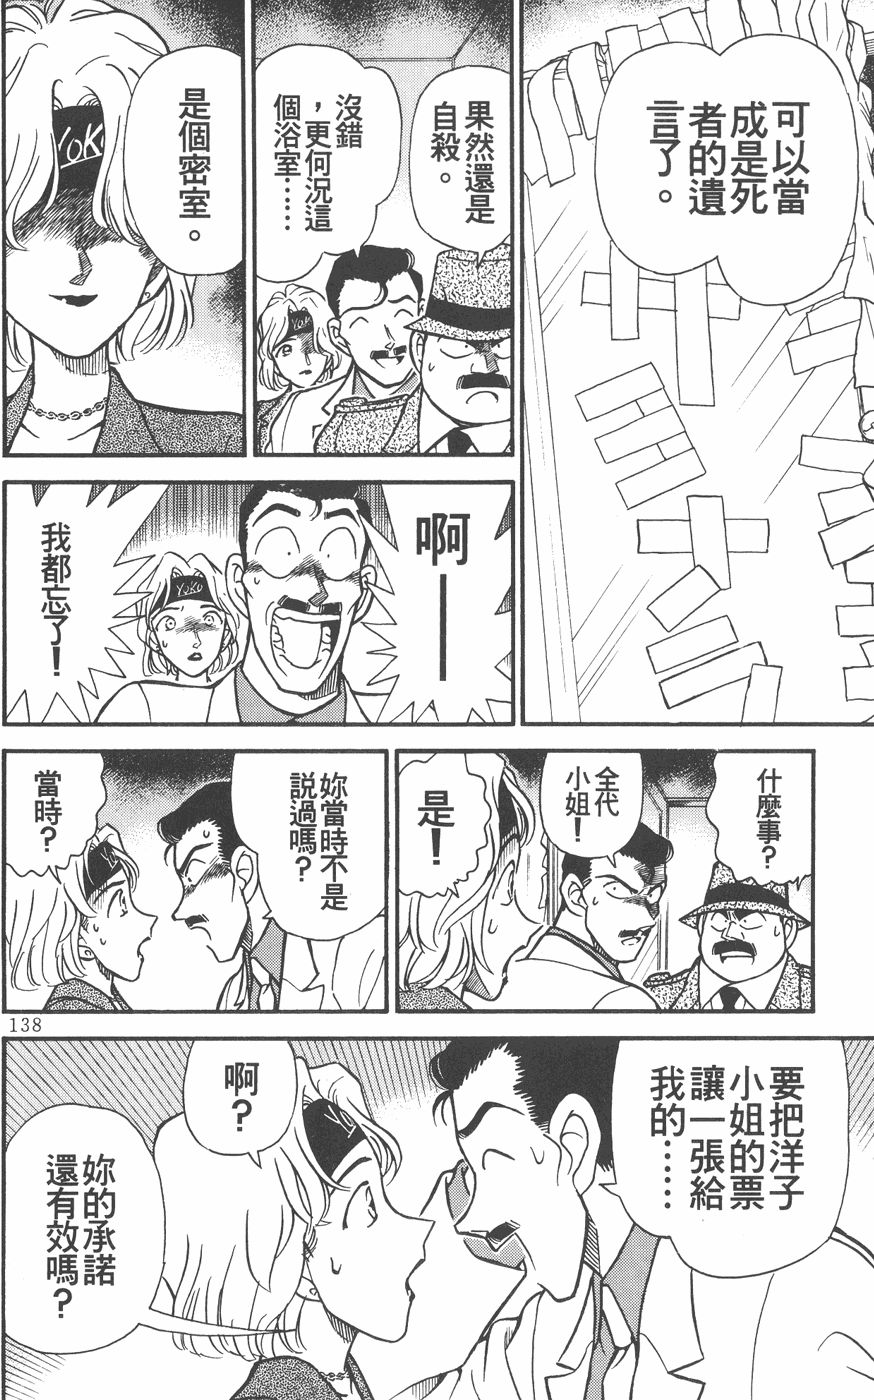 可以當
成是死
者的遺
言了。
果然還是
自殺。
沒錯
，更何況這
個浴室……
是個密室。
YOKO
YOKO
啊——
我都忘了！
YOKO
什麼事？
全代
小姐！
是！
妳當時不是
說過嗎？
當時？
138
要把洋子
小姐的票
讓一張給
我的……
啊？
妳的承諾
還有效嗎？